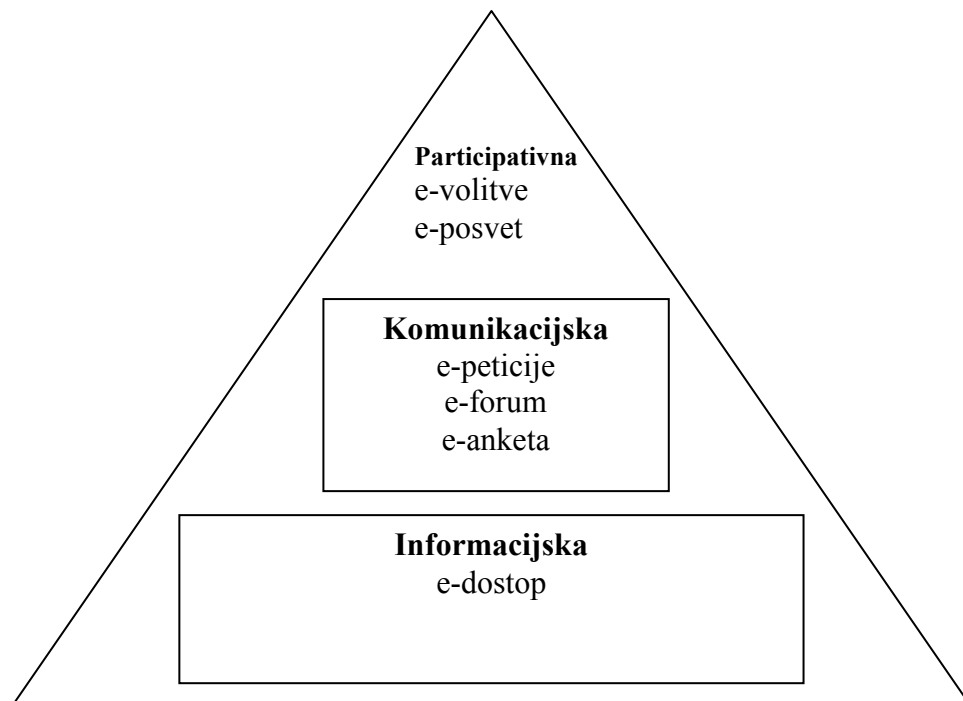 Participativna
e-volitve
e-posvet
Komunikacijska
e-peticije
e-forum
e-anketa
Informacijska
e-dostop